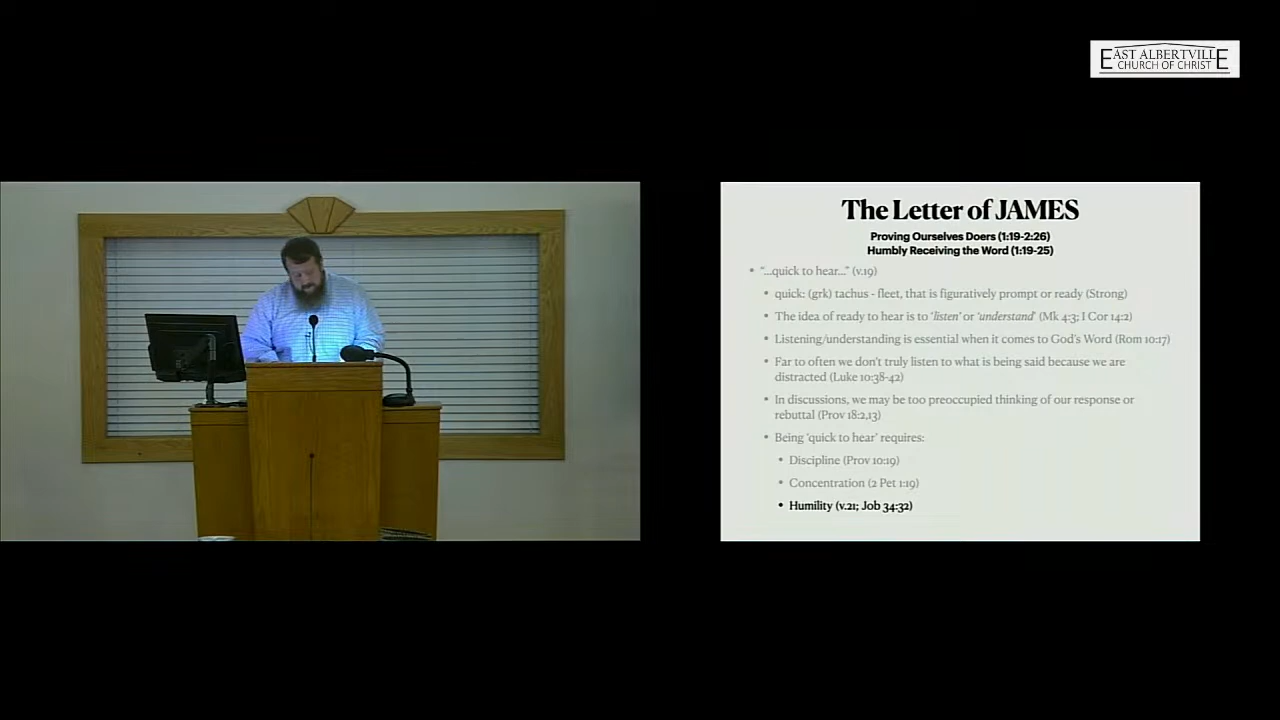 EAST ALBERTVILLE
CHURCH OF CHRIST
The Letter of JAMES
Proving Ourselves Doers (1:19-2:26)
Humbly Receiving the Word (1:19-25)
• "...quick to hear..." (v.19)
• quick: (grk) tachus - fleet, that is figuratively prompt or ready (Strong)
• The idea of ready to hear is to 'listen' or 'understand' (Mk 4:3; I Cor 14:2)
• Listening/understanding is essential when it comes to God's Word (Rom 10:17)
• Far to often we don't truly listen to what is being said because we are
distracted (Luke 10:38-42)
• In discussions, we may be too preoccupied thinking of our response or
rebuttal (Prov 18:2,13)
• Being 'quick to hear' requires:
• Discipline (Prov 10:19)
• Concentration (2 Pet 1:19)
• Humility (v.21; Job 34:32)